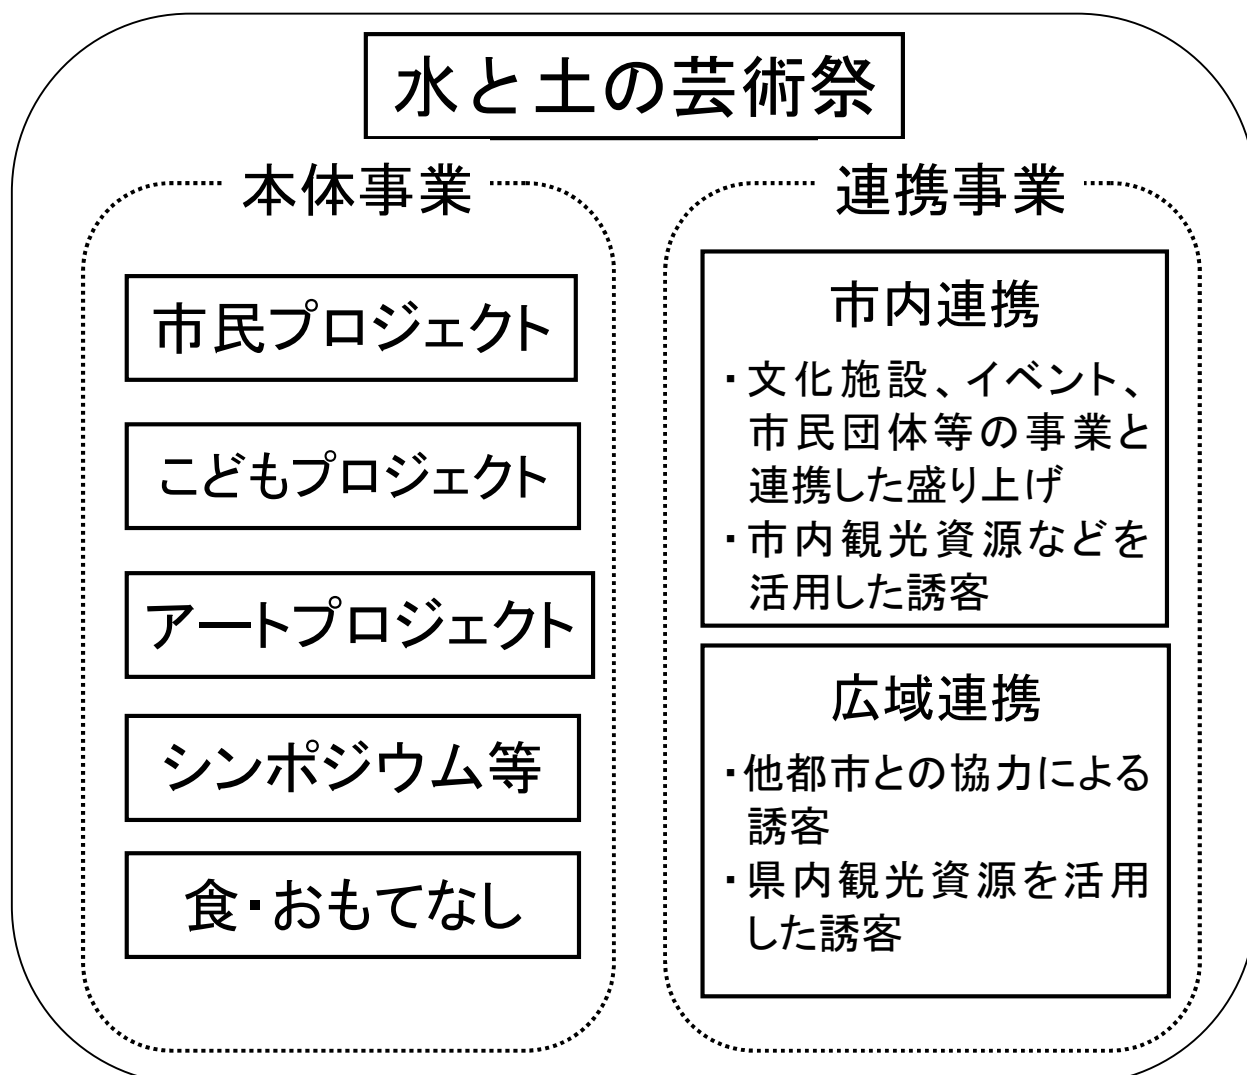 水と土の芸術祭
本体事業
市民プロジェクト
こどもプロジェクト
アートプロジェクト
シンポジウム等
食・おもてなし
連携事業
市内連携
・文化施設、イベント、
市民団体等の事業と
連携した盛り上げ
・市内観光資源などを
活用した誘客
広域連携
・他都市との協力による
誘客
・県内観光資源を活用
した誘客